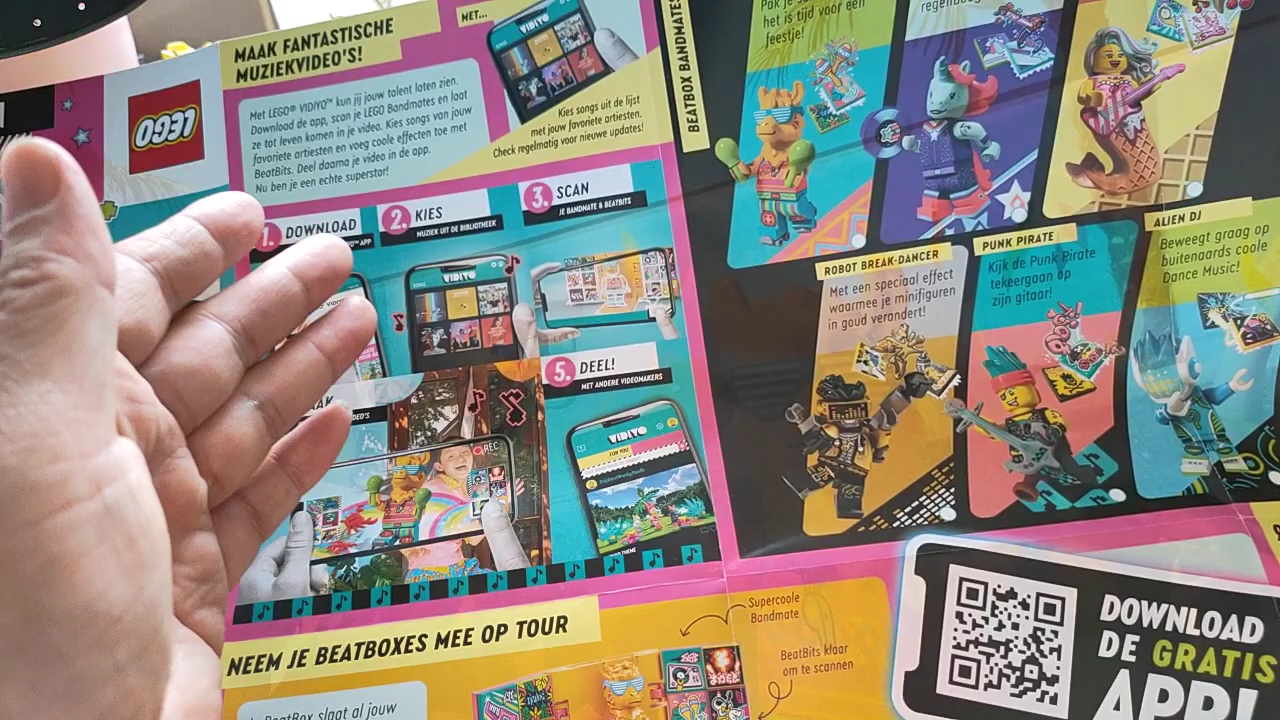 MAAK FANTASTISCHE
MUZIEKVIDEO'S!
LEGO
Met LEGO® VIDIYO™ kun jij jouw talent laten zien.
Download de app, scan je LEGO Bandmates en laat
ze tot leven komen in je video. Kies songs van jouw
favoriete artiesten en voeg coole effecten toe met
BeatBits. Deel daarna je video in de app.
Nu ben je een echte superstar!
MET...
VIDIYO
Kies songs uit de lijst
met jouw favoriete artiesten.
Check regelmatig voor nieuwe updates!
1. DOWNLOAD
APP
2. KIES
MUZIEK UIT DE BIBLIOTHEEK
3. SCAN
JE BANDMATE & BEATBITS
VIDIYO
REC
5. DEEL!
MET ANDERE VIDEOMAKERS
VIDIYO
FOR YOU
BEATBOX BANDMATES
het is tijd voor een
feestje!
ROBOT BREAK-DANCER
Met een speciaal effect
waarmee je minifiguren
in goud verandert!
PUNK PIRATE
Kijk de Punk Pirate
tekeergaan op
zijn gitaar!
ALIEN DJ
Beweegt graag op
buitenaards coole
Dance Music!
NEEM JE BEATBOXES MEE OP TOUR
BeatBox slaat al jouw
Supercoole
Bandmate
BeatBits klaar
om te scannen
DOWNLOAD
DE GRATIS
APP!